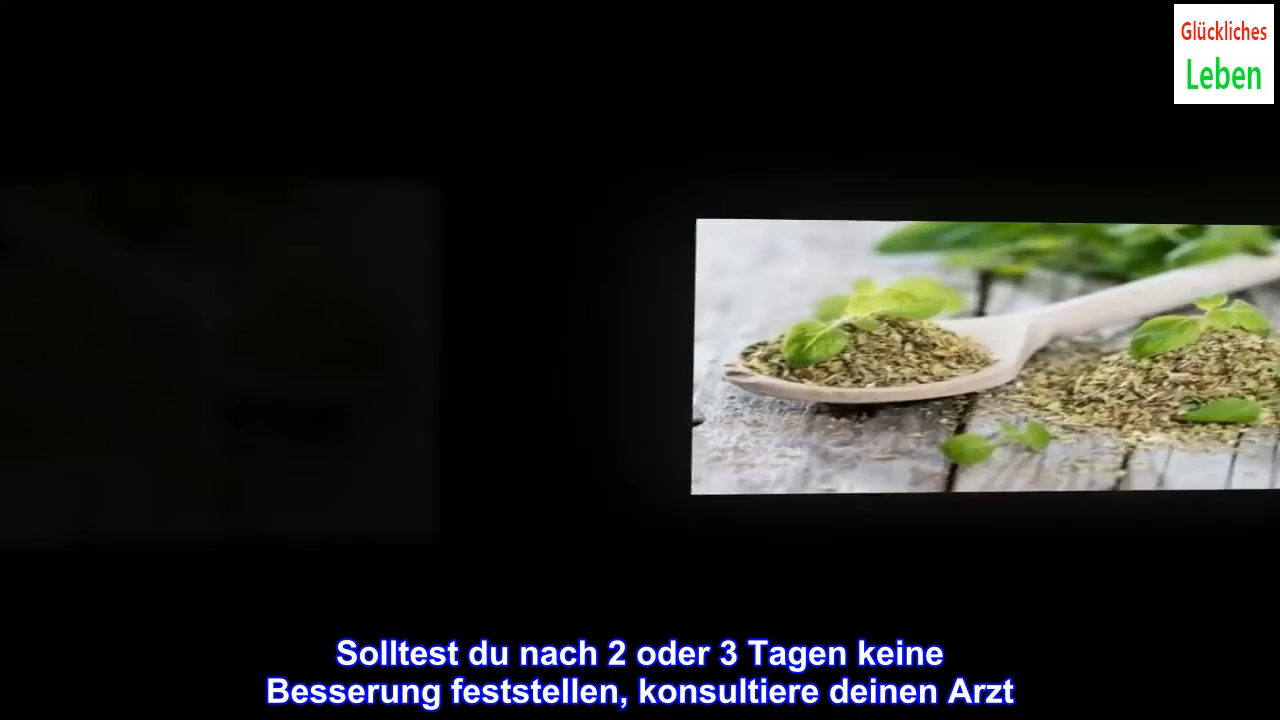 Glückliches
Leben
Solltest du nach 2 oder 3 Tagen keine
Besserung feststellen, konsultiere deinen Arzt